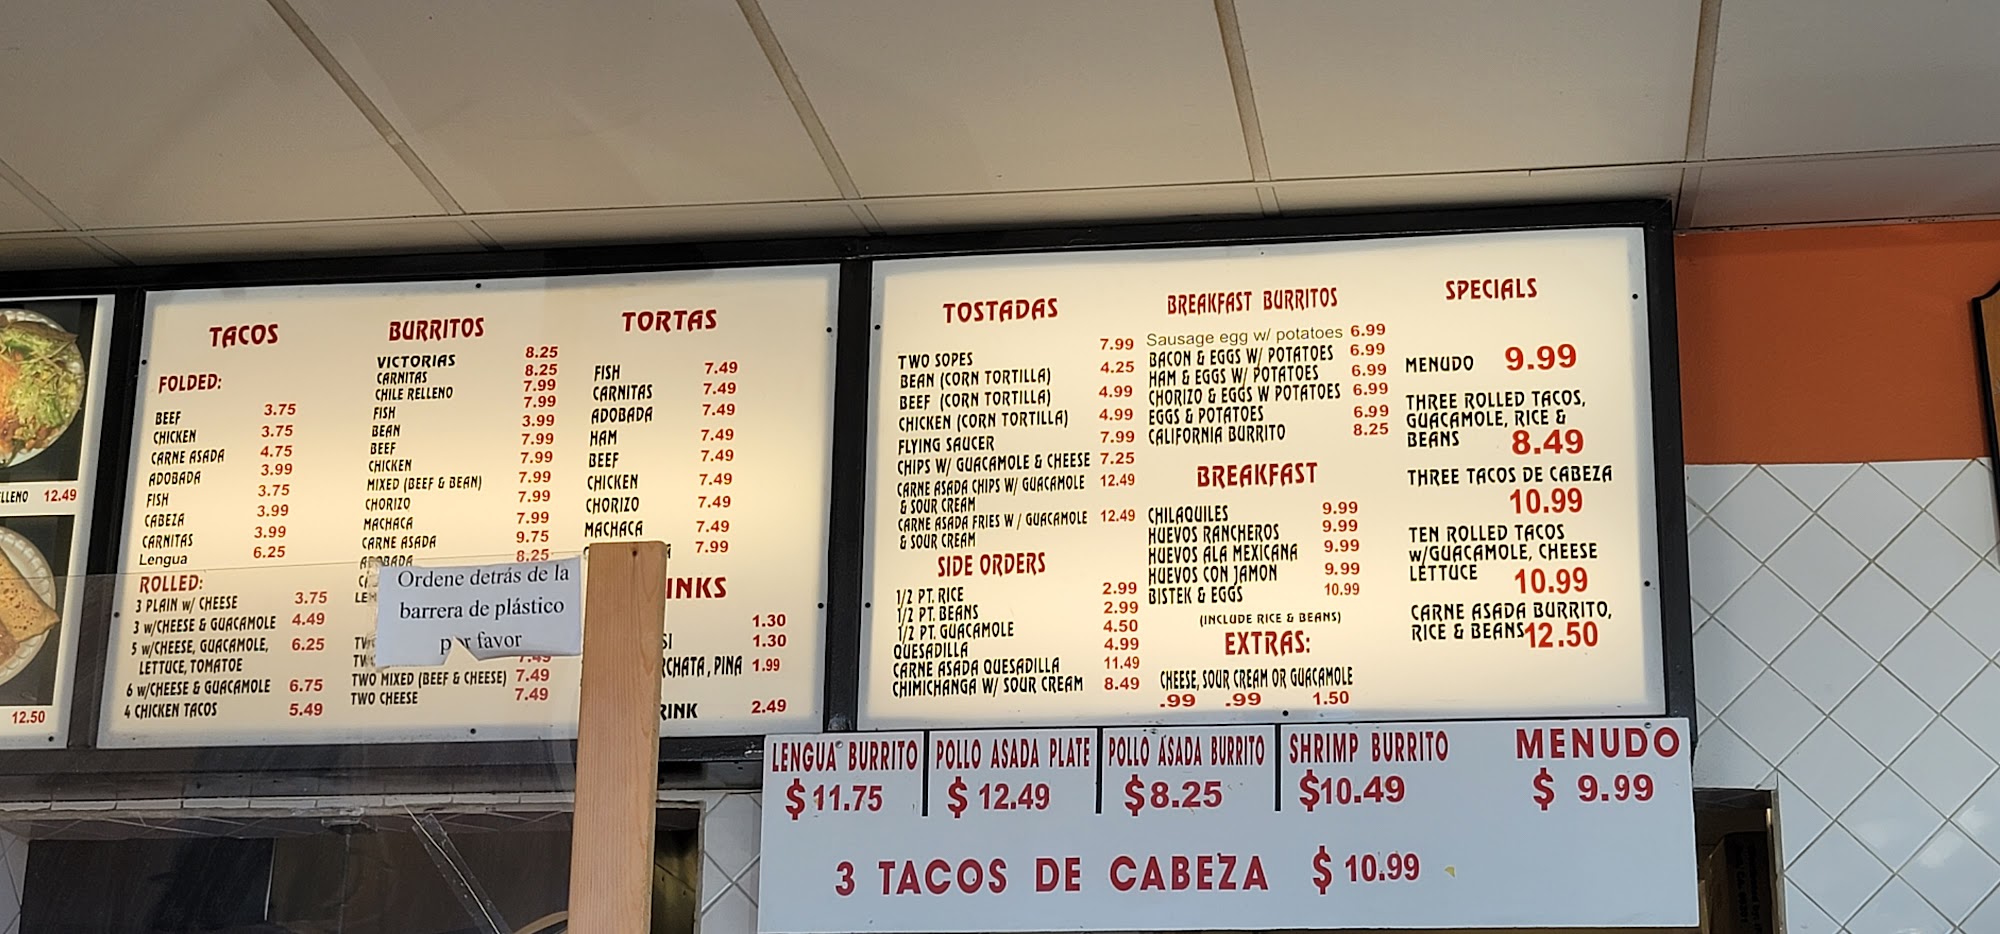 LLENO 12.49
12.50
TACOS
FOLDED:
BEEF 3.75
CHICKEN 3.75
CARNE ASADA 4.75
ADOBADA 3.99
FISH 3.75
CABEZA 3.99
CARNITAS 3.99
Lengua 6.25
ROLLED:
3 PLAIN w/ CHEESE 3.75
3 w/CHEESE & GUACAMOLE 4.49
5 w/CHEESE, GUACAMOLE, 6.25
LETTUCE, TOMATOE
6 w/CHEESE & GUACAMOLE 6.75
4 CHICKEN TACOS 5.49
BURRITOS
VICTORIAS 8.25
CARNITAS 8.25
CHILE RELLENO 7.99
FISH 7.99
BEAN 3.99
BEEF 7.99
CHICKEN 7.99
MIXED (BEEF & BEAN) 7.99
CHORIZO 7.99
MACHACA 7.99
CARNE ASADA 9.75
ADOBADA 8.25
Ordene detrás de la
barrera de plástico
por favor
TWO MIXED (BEEF & CHEESE) 7.49
TWO CHEESE 7.49
TORTAS
FISH 7.49
CARNITAS 7.49
ADOBADA 7.49
HAM 7.49
BEEF 7.49
CHICKEN 7.49
CHORIZO 7.49
MACHACA 7.49
7.99
INKS
1.30
SI 1.30
RCHATA, PINA 1.99
RINK 2.49
TOSTADAS
TWO SOPES 7.99
BEAN (CORN TORTILLA) 4.25
BEEF (CORN TORTILLA) 4.99
CHICKEN (CORN TORTILLA) 4.99
FLYING SAUCER 7.99
CHIPS W/ GUACAMOLE & CHEESE 7.25
CARNE ASADA CHIPS W/ GUACAMOLE 12.49
& SOUR CREAM
CARNE ASADA FRIES W / GUACAMOLE 12.49
& SOUR CREAM
SIDE ORDERS
1/2 PT. RICE 2.99
1/2 PT. BEANS 2.99
1/2 PT. GUACAMOLE 4.50
QUESADILLA 4.99
CARNE ASADA QUESADILLA 11.49
CHIMICHANGA W/ SOUR CREAM 8.49
BREAKFAST BURRITOS
Sausage egg w/ potatoes 6.99
BACON & EGGS W/ POTATOES 6.99
HAM & EGGS W/ POTATOES 6.99
CHORIZO & EGGS W POTATOES 6.99
EGGS & POTATOES 6.99
CALIFORNIA BURRITO 8.25
BREAKFAST
CHILAQUILES 9.99
HUEVOS RANCHEROS 9.99
HUEVOS ALA MEXICANA 9.99
HUEVOS CON JAMON 9.99
BISTEK & EGGS 10.99
(INCLUDE RICE & BEANS)
EXTRAS:
CHEESE, SOUR CREAM OR GUACAMOLE
.99 .99 1.50
SPECIALS
MENUDO 9.99
THREE ROLLED TACOS,
GUACAMOLE, RICE &
BEANS 8.49
THREE TACOS DE CABEZA
10.99
TEN ROLLED TACOS
w/GUACAMOLE, CHEESE
LETTUCE 10.99
CARNE ASADA BURRITO,
RICE & BEANS 12.50
LENGUA BURRITO
$11.75
POLLO ASADA PLATE
$12.49
POLLO ASADA BURRITO
$8.25
SHRIMP BURRITO
$10.49
MENUDO
$ 9.99
3 TACOS DE CABEZA $ 10.99